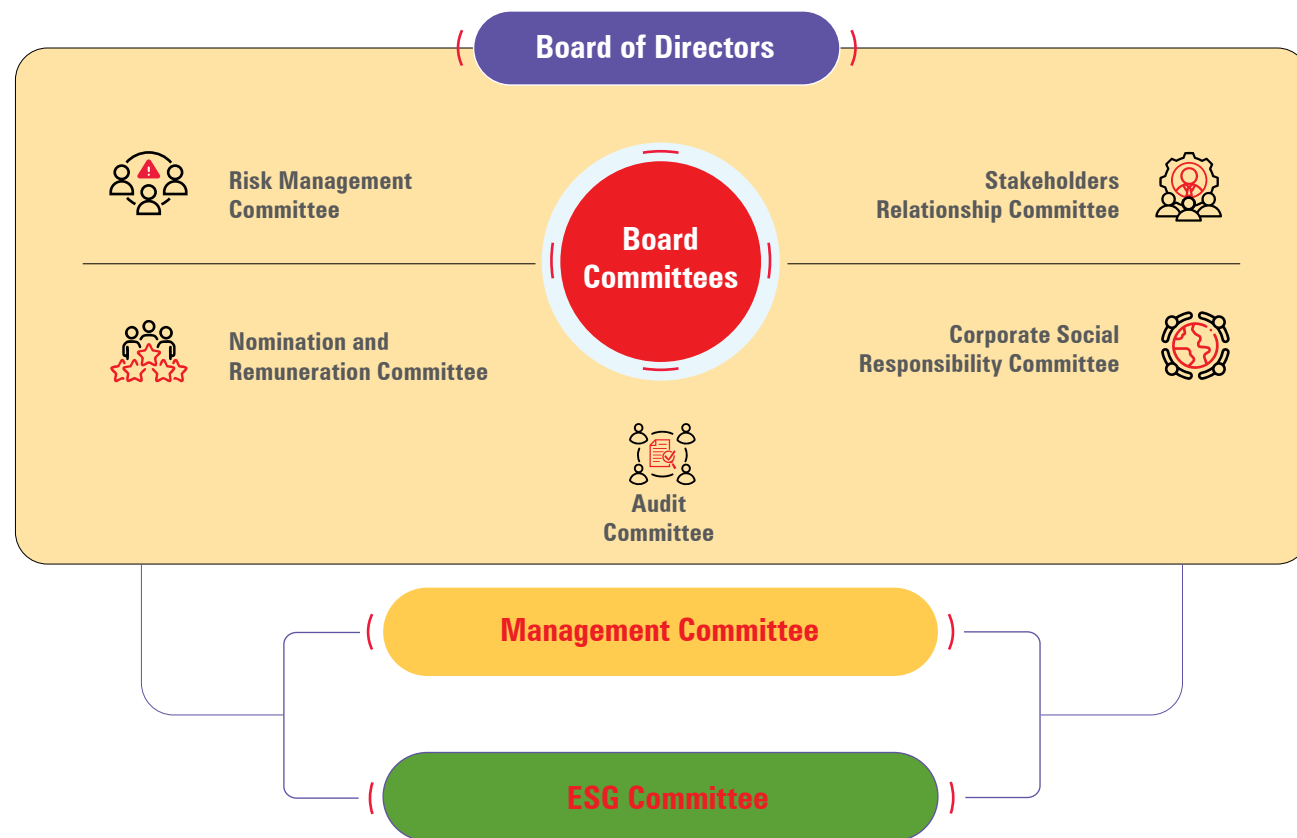 Board of Directors
Risk Management
Committee
Stakeholders
Relationship Committee
Board
Committees
Nomination and
Remuneration Committee
Corporate Social
Responsibility Committee
Audit
Committee
Management Committee
ESG Committee